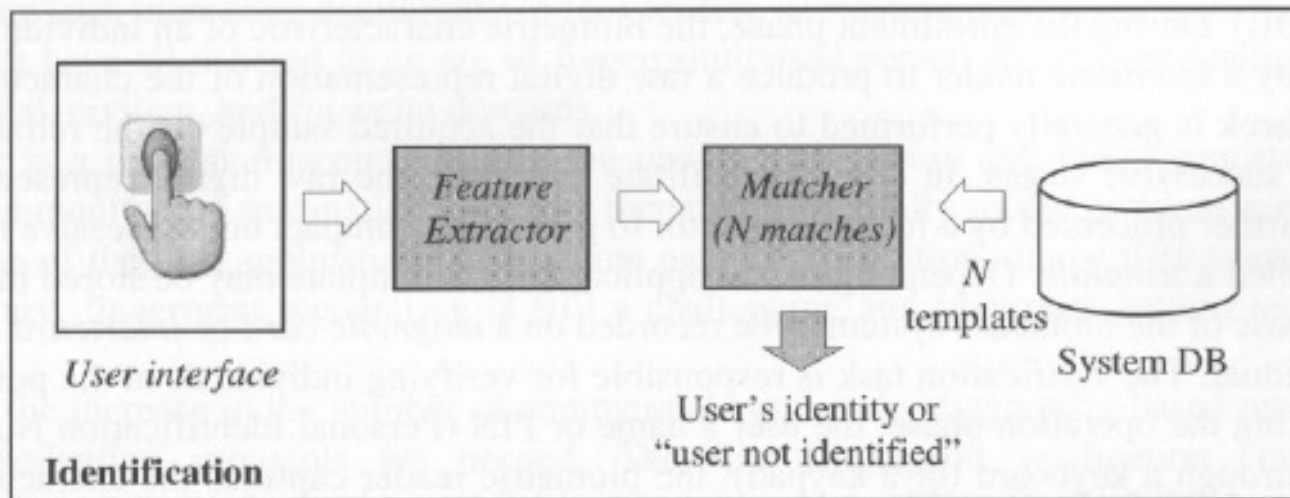 Feature
Extractor
Matcher
(N matches)
N
templates
System DB
User interface
User's identity or
"user not identified"
Identification